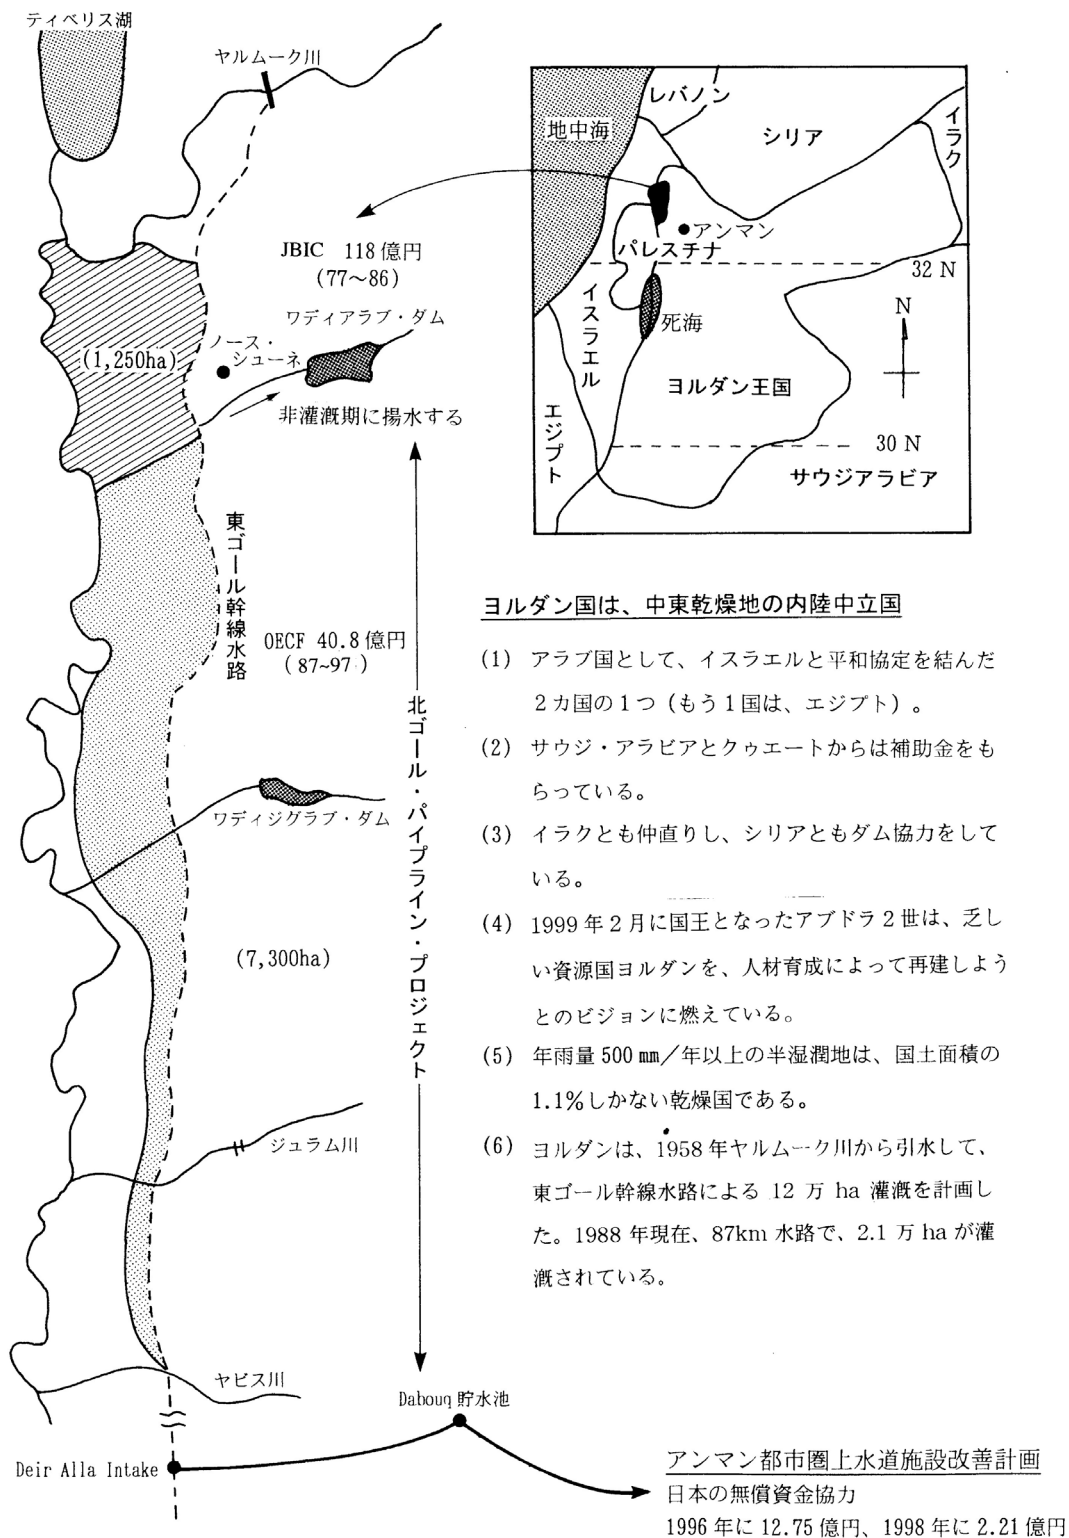 ティベリス湖
ヤルムーク川
JBIC 118億円
(77〜86)
ワディアラブ・ダム
(1,250ha)
ノース・
シューネ
非灌漑期に揚水する
東ゴール幹線水路
OECF 40.8億円
(87~97)
北ゴール・パイプライン・プロジェクト
ワディジグラブ・ダム
(7,300ha)
ジュラム川
ヤビス川
Dabouq 貯水池
Deir Alla Intake
レバノン
地中海
シリア
イラク
アンマン
パレスチナ
32 N
イスラエル
死海
N
ヨルダン王国
エジプト
30 N
サウジアラビア
ヨルダン国は、中東乾燥地の内陸中立国
(1) アラブ国として、イスラエルと平和協定を結んだ
2カ国の1つ(もう1国は、エジプト)。
(2) サウジ・アラビアとクゥエートからは補助金をも
らっている。
(3) イラクとも仲直りし、シリアともダム協力をして
いる。
(4) 1999年2月に国王となったアブドラ2世は、乏し
い資源国ヨルダンを、人材育成によって再建しよう
とのビジョンに燃えている。
(5) 年雨量500㎜/年以上の半湿潤地は、国土面積の
1.1%しかない乾燥国である。
(6) ヨルダンは、1958年ヤルムーク川から引水して、
東ゴール幹線水路による 12万 ha 灌漑を計画し
た。1988年現在、87km 水路で、2.1万 ha が灌
漑されている。
アンマン都市圏上水道施設改善計画
日本の無償資金協力
1996年に12.75億円、1998年に2.21億円